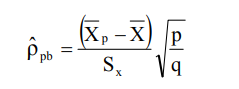 ρ̂ pb = (X̄p − X̄) / Sx √(p / q)